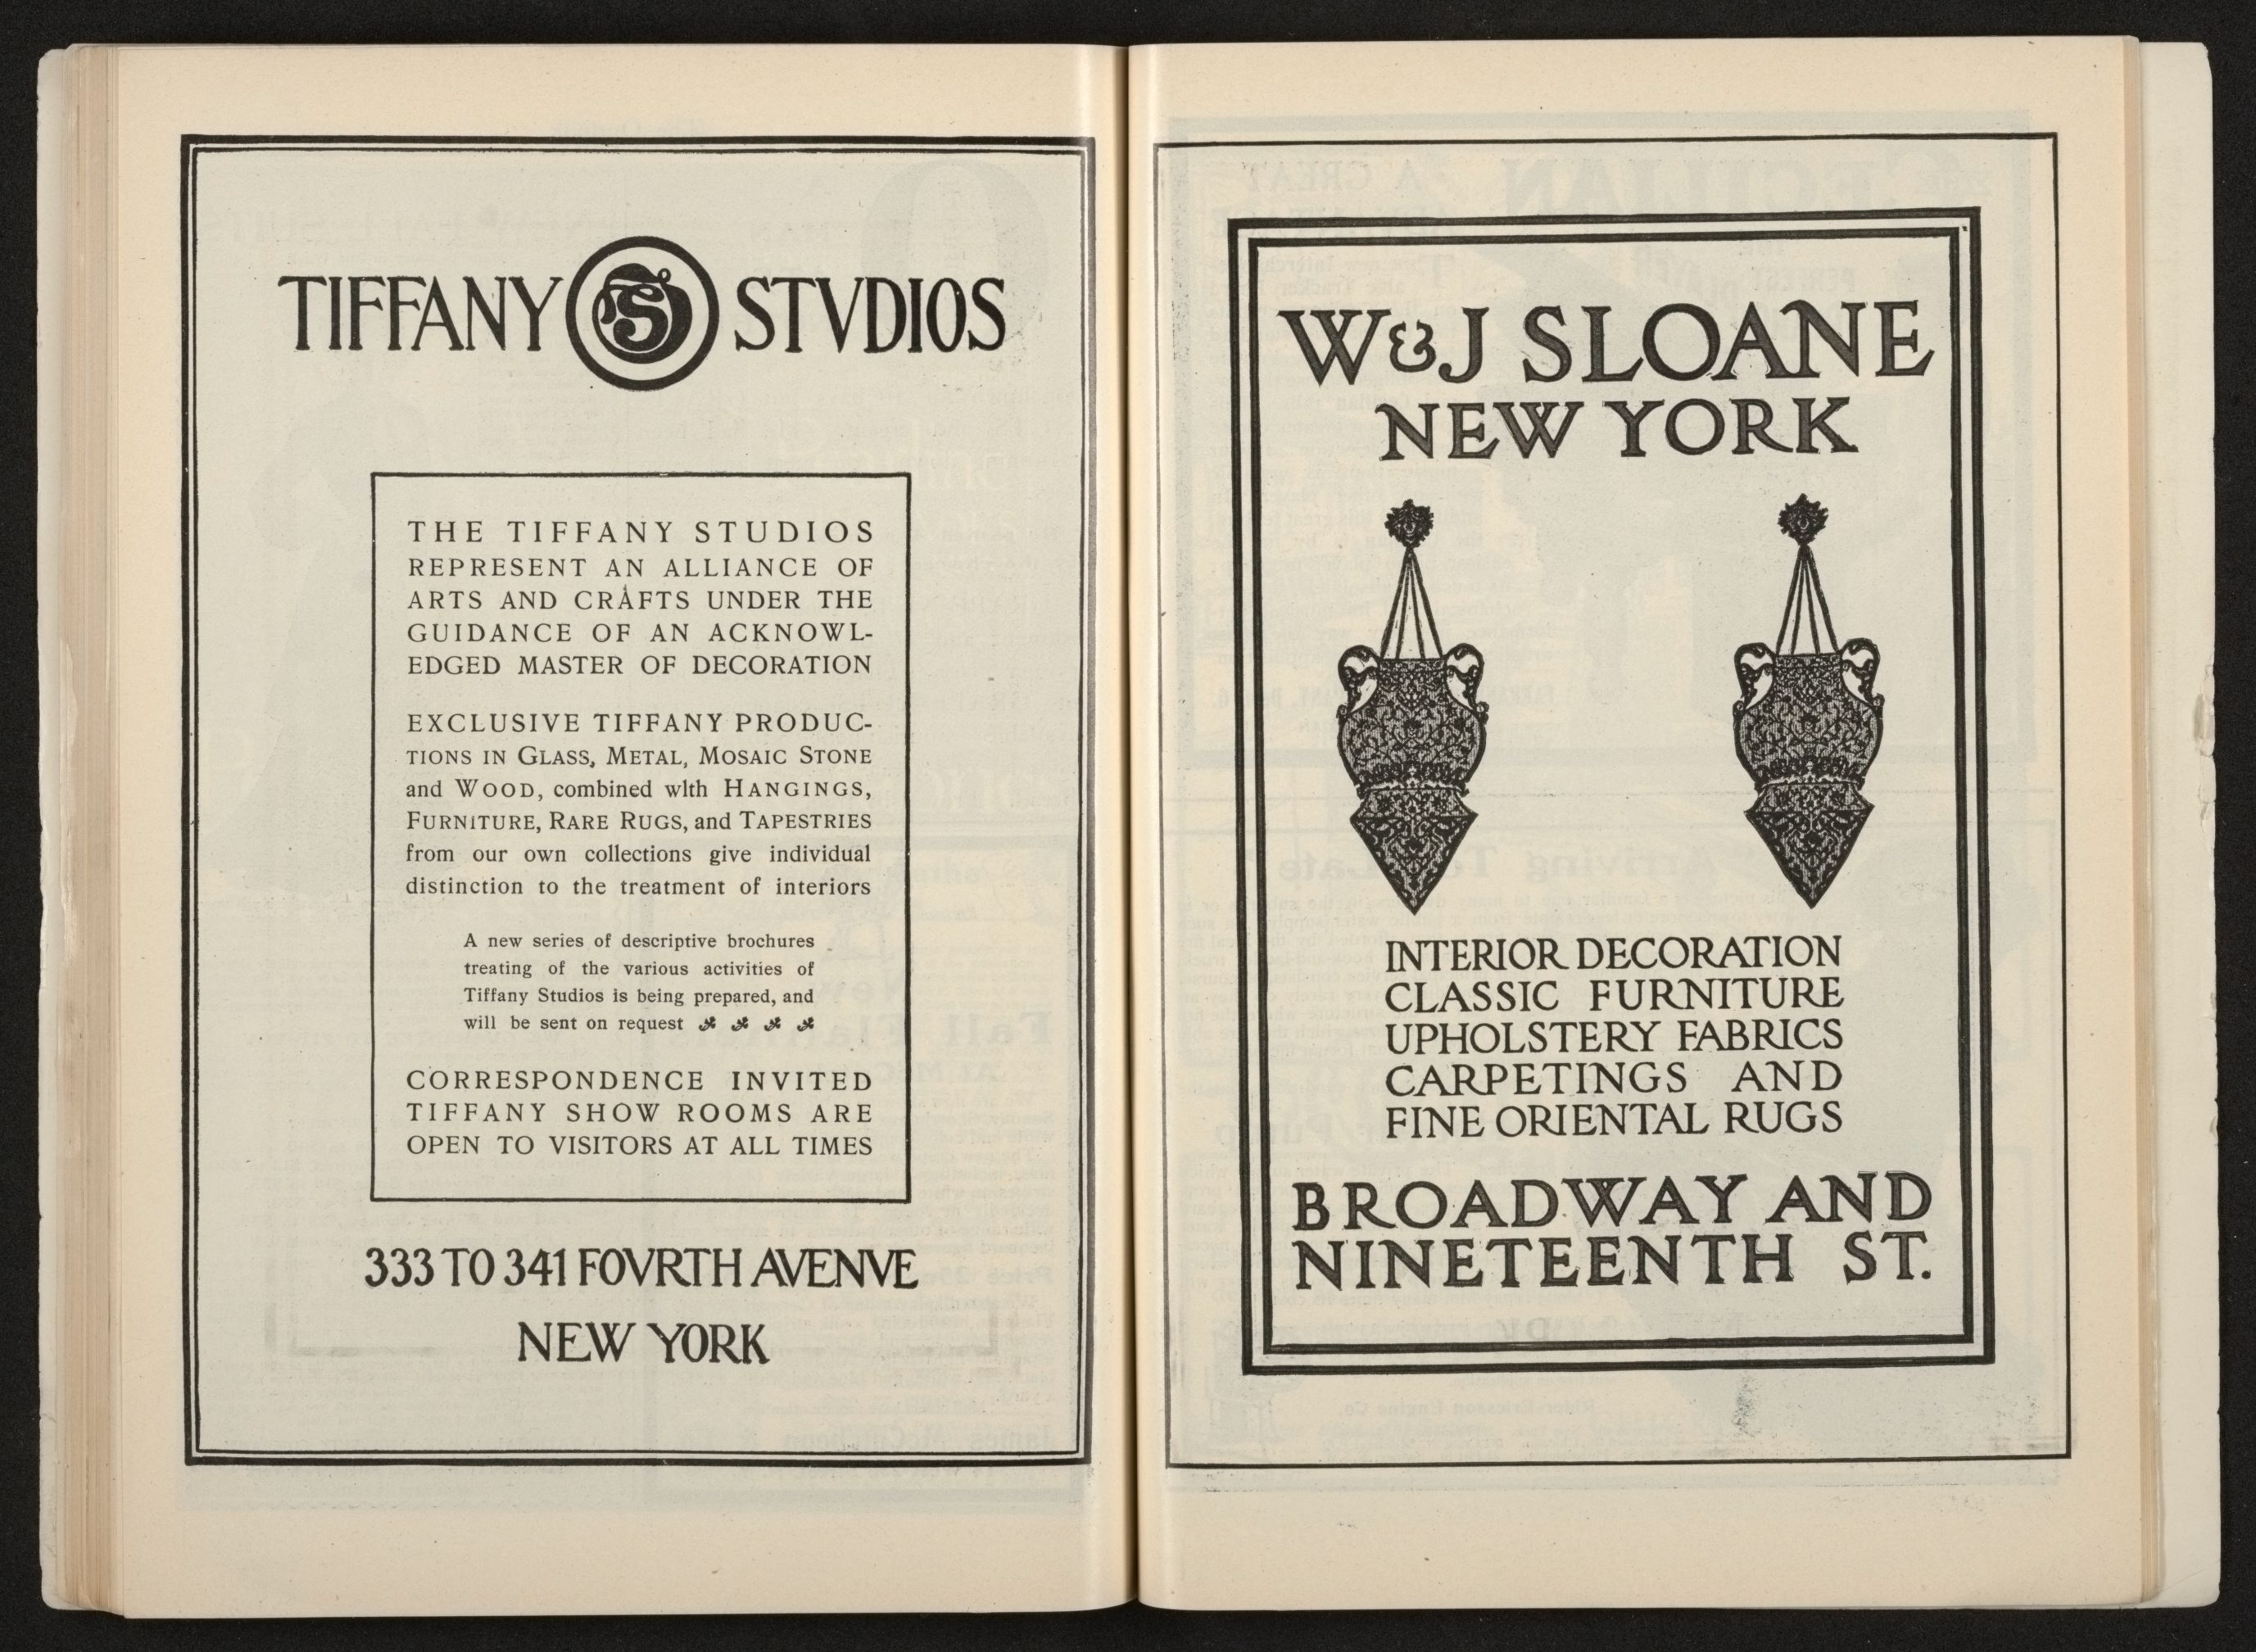 TIFFANY TS STVDIOS
THE TIFFANY STUDIOS
REPRESENT AN ALLIANCE OF
ARTS AND CRAFTS UNDER THE
GUIDANCE OF AN ACKNOWL-
EDGED MASTER OF DECORATION
EXCLUSIVE TIFFANY PRODUC-
TIONS IN GLASS, METAL, MOSAIC STONE
and WOOD, combined wlth HANGINGS,
FURNITURE, RARE RUGS, and TAPESTRIES
from our own collections give individual
distinction to the treatment of interiors
A new series of descriptive brochures
treating of the various activities of
Tiffany Studios is being prepared, and
will be sent on request
CORRESPONDENCE INVITED
TIFFANY SHOW ROOMS ARE
OPEN TO VISITORS AT ALL TIMES
333 TO 341 FOVRTH AVENVE
NEW YORK
W & J SLOANE
NEW YORK
INTERIOR DECORATION
CLASSIC FURNITURE
UPHOLSTERY FABRICS
CARPETINGS AND
FINE ORIENTAL RUGS
BROADWAY AND
NINETEENTH ST.